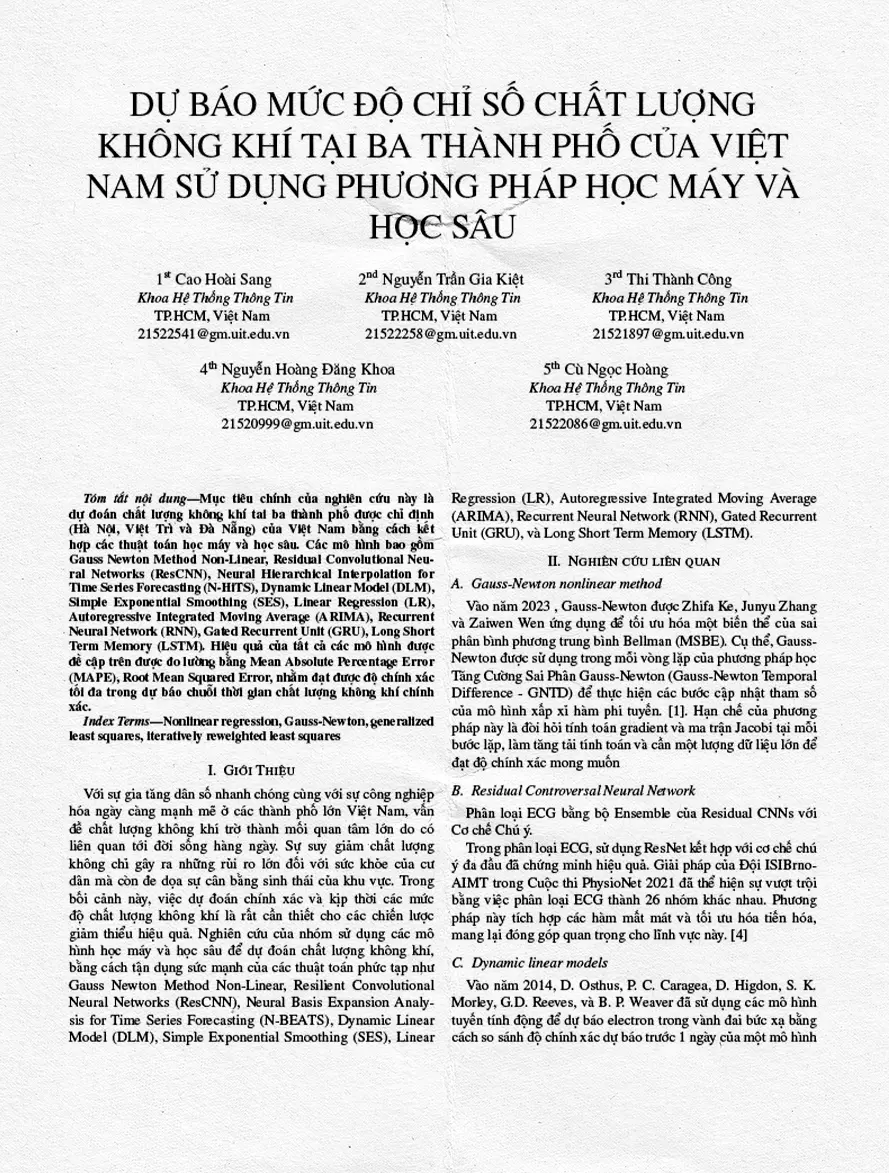 DỰ BÁO MỨC ĐỘ CHỈ SỐ CHẤT LƯỢNG
KHÔNG KHÍ TẠI BA THÀNH PHỐ CỦA VIỆT
NAM SỬ DỤNG PHƯƠNG PHÁP HỌC MÁY VÀ
HỌC SÂU
1st Cao Hoài Sang
Khoa Hệ Thống Thông Tin
TP.HCM, Việt Nam
21522541@gm.uit.edu.vn
2nd Nguyễn Trần Gia Kiệt
Khoa Hệ Thống Thông Tin
TP.HCM, Việt Nam
21522258@gm.uit.edu.vn
3rd Thi Thành Công
Khoa Hệ Thống Thông Tin
TP.HCM, Việt Nam
21521897@gm.uit.edu.vn
4th Nguyễn Hoàng Đăng Khoa
Khoa Hệ Thống Thông Tin
TP.HCM, Việt Nam
21520999@gm.uit.edu.vn
5th Cù Ngọc Hoàng
Khoa Hệ Thống Thông Tin
TP.HCM, Việt Nam
21522086@gm.uit.edu.vn
Tóm tắt nội dung—Mục tiêu chính của nghiên cứu này là
dự đoán chất lượng không khí tai ba thành phố được chỉ định
(Hà Nội, Việt Trì và Đà Nẵng) của Việt Nam bằng cách kết
hợp các thuật toán học máy và học sâu. Các mô hình bao gồm
Gauss Newton Method Non-Linear, Residual Convolutional Neu-
ral Networks (ResCNN), Neural Hierarchical Interpolation for
Time Series Forecasting (N-HiTS), Dynamic Linear Model (DLM),
Simple Exponential Smoothing (SES), Linear Regression (LR),
Autoregressive Integrated Moving Average (ARIMA), Recurrent
Neural Network (RNN), Gated Recurrent Unit (GRU), Long Short
Term Memory (LSTM). Hiệu quả của tất cả các mô hình được
đề cập trên được đo lường bằng Mean Absolute Percentage Error
(MAPE), Root Mean Squared Error, nhằm đạt được độ chính xác
tối đa trong dự báo chuỗi thời gian chất lượng không khí chính
xác.
Index Terms—Nonlinear regression, Gauss-Newton, generalized
least squares, iteratively reweighted least squares
I. GIỚI THIỆU
Với sự gia tăng dân số nhanh chóng cùng với sự công nghiệp
hóa ngày càng mạnh mẽ ở các thành phố lớn Việt Nam, vấn
đề chất lượng không khí trở thành mối quan tâm lớn do có
liên quan tới đời sống hàng ngày. Sự suy giảm chất lượng
không chỉ gây ra những rủi ro lớn đối với sức khỏe của cư
dân mà còn đe dọa sự cân bằng sinh thái của khu vực. Trong
bối cảnh này, việc dự đoán chính xác và kịp thời các mức
độ chất lượng không khí là rất cần thiết cho các chiến lược
giảm thiểu hiệu quả. Nghiên cứu của nhóm sử dụng các mô
hình học máy và học sâu để dự đoán chất lượng không khí,
bằng cách tận dụng sức mạnh của các thuật toán phức tạp như
Gauss Newton Method Non-Linear, Resilient Convolutional
Neural Networks (ResCNN), Neural Basis Expansion Analy-
sis for Time Series Forecasting (N-BEATS), Dynamic Linear
Model (DLM), Simple Exponential Smoothing (SES), Linear
Regression (LR), Autoregressive Integrated Moving Average
(ARIMA), Recurrent Neural Network (RNN), Gated Recurrent
Unit (GRU), và Long Short Term Memory (LSTM).
II. NGHIÊN CỨU LIÊN QUAN
A. Gauss-Newton nonlinear method
Vào năm 2023 , Gauss-Newton được Zhifa Ke, Junyu Zhang
và Zaiwen Wen ứng dụng để tối ưu hóa một biến thể của sai
phân bình phương trung bình Bellman (MSBE). Cụ thể, Gauss-
Newton được sử dụng trong mỗi vòng lặp của phương pháp học
Tăng Cường Sai Phân Gauss-Newton (Gauss-Newton Temporal
Difference - GNTD) để thực hiện các bước cập nhật tham số
của mô hình xấp xỉ hàm phi tuyến. [1]. Hạn chế của phương
pháp này là đòi hỏi tính toán gradient và ma trận Jacobi tại mỗi
bước lặp, làm tăng tải tính toán và cần một lượng dữ liệu lớn để
đạt độ chính xác mong muốn
B. Residual Controversal Neural Network
Phân loại ECG bằng bộ Ensemble của Residual CNNs với
Cơ chế Chú ý.
Trong phân loại ECG, sử dụng ResNet kết hợp với cơ chế chú
ý đa đầu đã chứng minh hiệu quả. Giải pháp của Đội ISIBrno-
AIMT trong Cuộc thi PhysioNet 2021 đã thể hiện sự vượt trội
bằng việc phân loại ECG thành 26 nhóm khác nhau. Phương
pháp này tích hợp các hàm mất mát và tối ưu hóa tiến hóa,
mang lại đóng góp quan trọng cho lĩnh vực này. [4]
C. Dynamic linear models
Vào năm 2014, D. Osthus, P. C. Caragea, D. Higdon, S. K.
Morley, G.D. Reeves, và B. P. Weaver đã sử dụng các mô hình
tuyến tính động để dự báo electron trong vành đai bức xạ bằng
cách so sánh độ chính xác dự báo trước 1 ngày của một mô hình